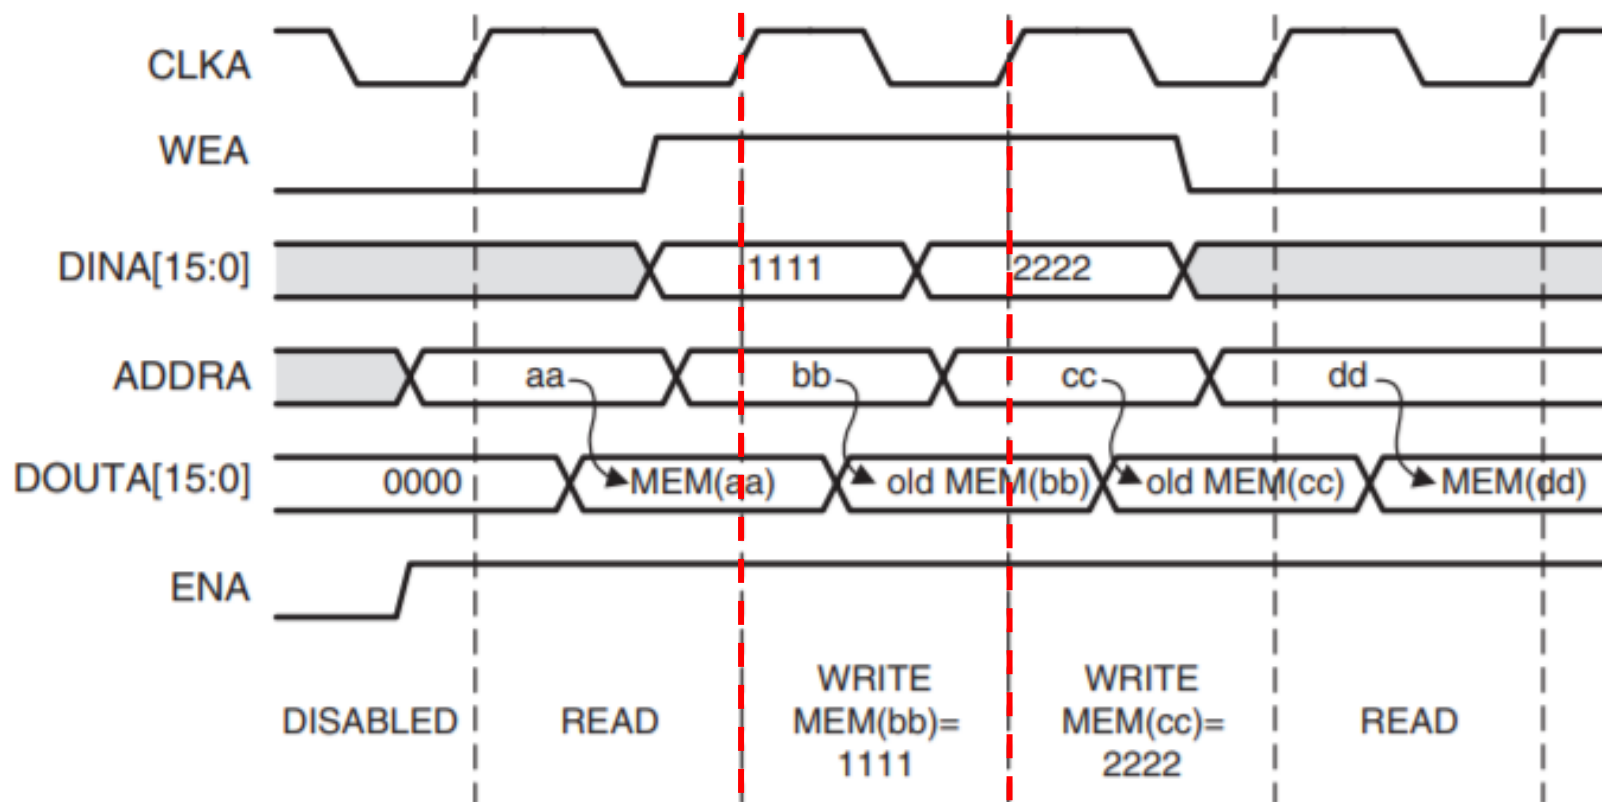 CLKA
WEA
DINA[15:0] 1111 2222
ADDRA aa bb cc dd
DOUTA[15:0] 0000 MEM(aa) old MEM(bb) old MEM(cc) MEM(dd)
ENA
DISABLED READ WRITE MEM(bb)= 1111 WRITE MEM(cc)= 2222 READ